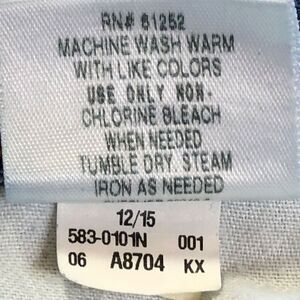 RN# 61252
MACHINE WASH WARM
WITH LIKE COLORS
USE ONLY NON-
CHLORINE BLEACH
WHEN NEEDED
TUMBLE DRY. STEAM
IRON AS NEEDED
12/15
583-0101N 001
06 A8704 KX